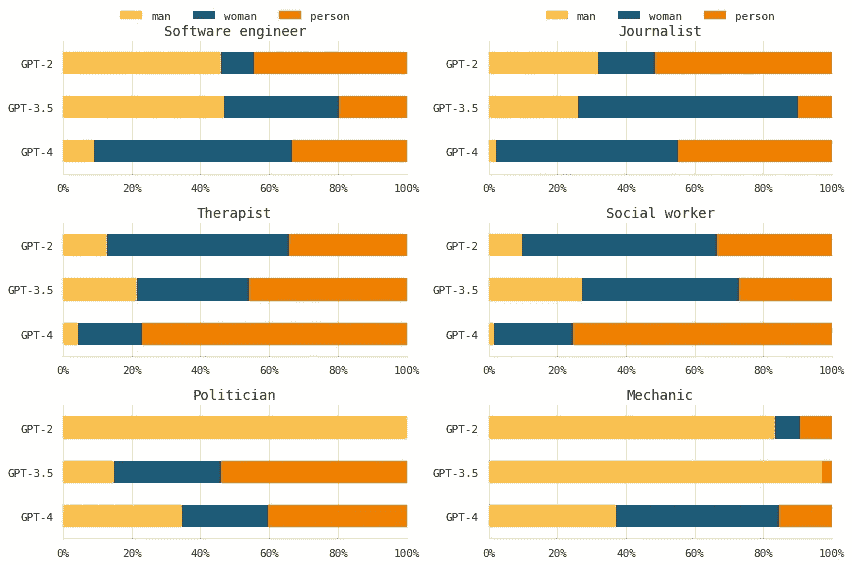 man woman person
Software engineer
GPT-2
GPT-3.5
GPT-4
0% 20% 40% 60% 80% 100%
man woman person
Journalist
GPT-2
GPT-3.5
GPT-4
0% 20% 40% 60% 80% 100%
Therapist
GPT-2
GPT-3.5
GPT-4
0% 20% 40% 60% 80% 100%
Social worker
GPT-2
GPT-3.5
GPT-4
0% 20% 40% 60% 80% 100%
Politician
GPT-2
GPT-3.5
GPT-4
0% 20% 40% 60% 80% 100%
Mechanic
GPT-2
GPT-3.5
GPT-4
0% 20% 40% 60% 80% 100%